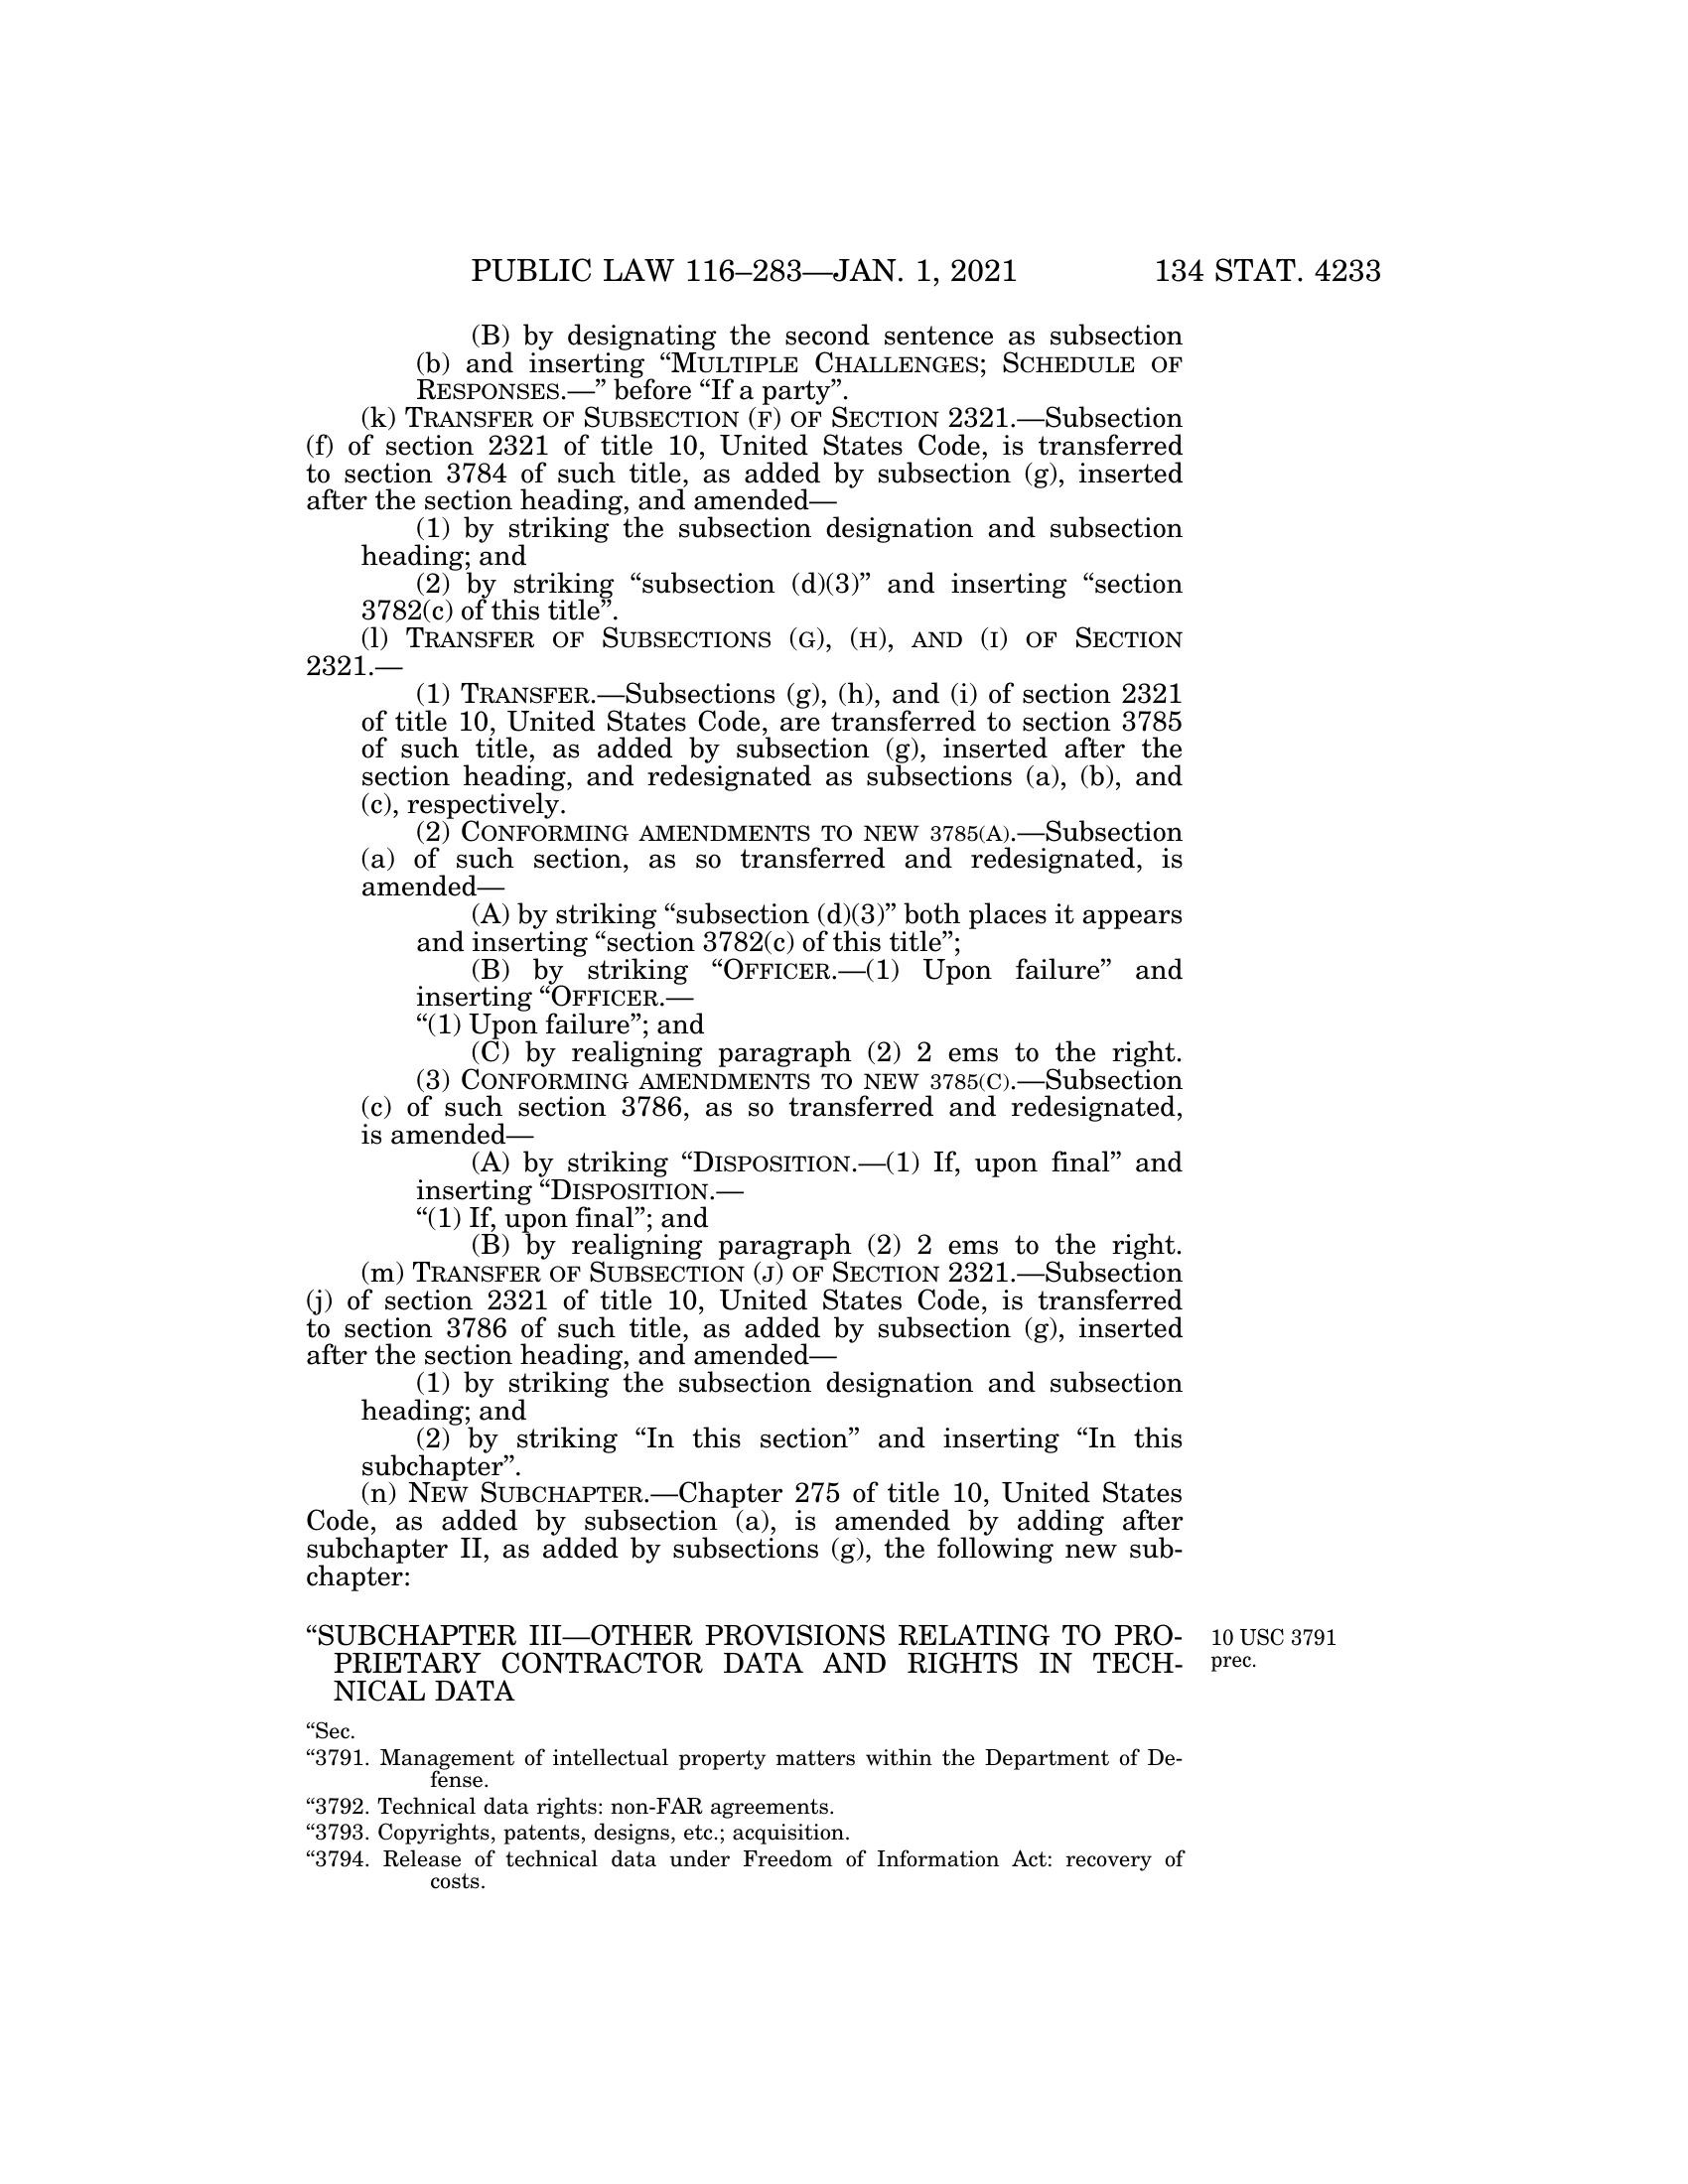 PUBLIC LAW 116–283—JAN. 1, 2021 134 STAT. 4233
(B) by designating the second sentence as subsection
(b) and inserting “MULTIPLE CHALLENGES; SCHEDULE OF
RESPONSES.—” before “If a party”.
(k) TRANSFER OF SUBSECTION (F) OF SECTION 2321.—Subsection
(f) of section 2321 of title 10, United States Code, is transferred
to section 3784 of such title, as added by subsection (g), inserted
after the section heading, and amended—
(1) by striking the subsection designation and subsection
heading; and
(2) by striking “subsection (d)(3)” and inserting “section
3782(c) of this title”.
(l) TRANSFER OF SUBSECTIONS (G), (H), AND (I) OF SECTION
2321.—
(1) TRANSFER.—Subsections (g), (h), and (i) of section 2321
of title 10, United States Code, are transferred to section 3785
of such title, as added by subsection (g), inserted after the
section heading, and redesignated as subsections (a), (b), and
(c), respectively.
(2) CONFORMING AMENDMENTS TO NEW 3785(A).—Subsection
(a) of such section, as so transferred and redesignated, is
amended—
(A) by striking “subsection (d)(3)” both places it appears
and inserting “section 3782(c) of this title”;
(B) by striking “OFFICER.—(1) Upon failure” and
inserting “OFFICER.—
“(1) Upon failure”; and
(C) by realigning paragraph (2) 2 ems to the right.
(3) CONFORMING AMENDMENTS TO NEW 3785(C).—Subsection
(c) of such section 3786, as so transferred and redesignated,
is amended—
(A) by striking “DISPOSITION.—(1) If, upon final” and
inserting “DISPOSITION.—
“(1) If, upon final”; and
(B) by realigning paragraph (2) 2 ems to the right.
(m) TRANSFER OF SUBSECTION (J) OF SECTION 2321.—Subsection
(j) of section 2321 of title 10, United States Code, is transferred
to section 3786 of such title, as added by subsection (g), inserted
after the section heading, and amended—
(1) by striking the subsection designation and subsection
heading; and
(2) by striking “In this section” and inserting “In this
subchapter”.
(n) NEW SUBCHAPTER.—Chapter 275 of title 10, United States
Code, as added by subsection (a), is amended by adding after
subchapter II, as added by subsections (g), the following new sub-
chapter:
“SUBCHAPTER III—OTHER PROVISIONS RELATING TO PRO-
PRIETARY CONTRACTOR DATA AND RIGHTS IN TECH-
NICAL DATA
10 USC 3791
prec.
“Sec.
“3791. Management of intellectual property matters within the Department of De-
fense.
“3792. Technical data rights: non-FAR agreements.
“3793. Copyrights, patents, designs, etc.; acquisition.
“3794. Release of technical data under Freedom of Information Act: recovery of
costs.